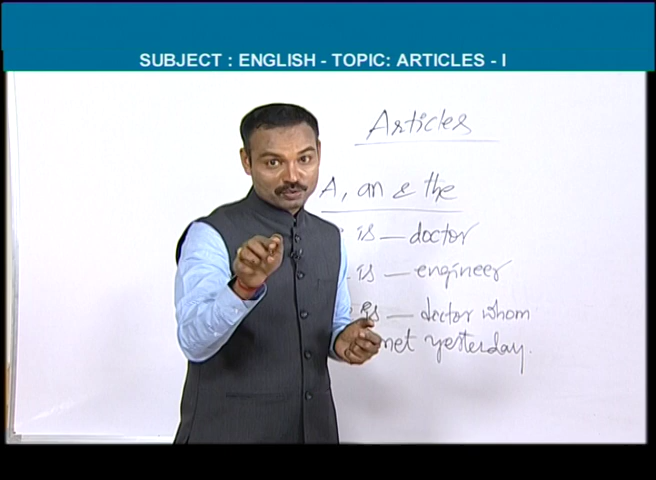 SUBJECT : ENGLISH - TOPIC: ARTICLES - I
Articles
A, an & the
is — doctor
is — engineer
is — doctor whom
met yesterday.